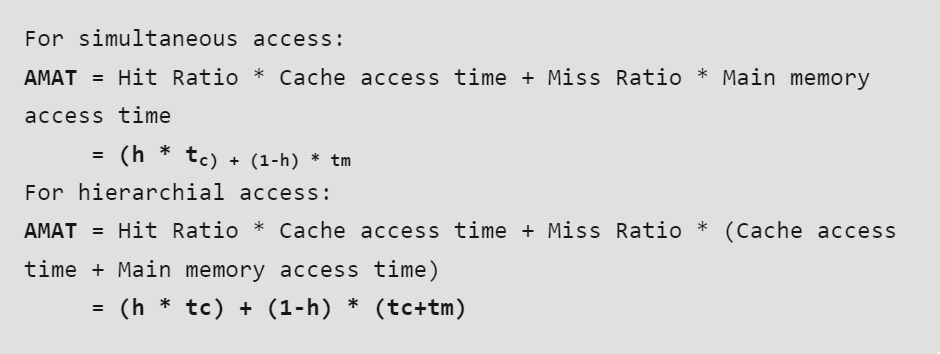 For simultaneous access:
AMAT = Hit Ratio * Cache access time + Miss Ratio * Main memory
access time
= (h * tc) + (1-h) * tm
For hierarchial access:
AMAT = Hit Ratio * Cache access time + Miss Ratio * (Cache access
time + Main memory access time)
= (h * tc) + (1-h) * (tc+tm)